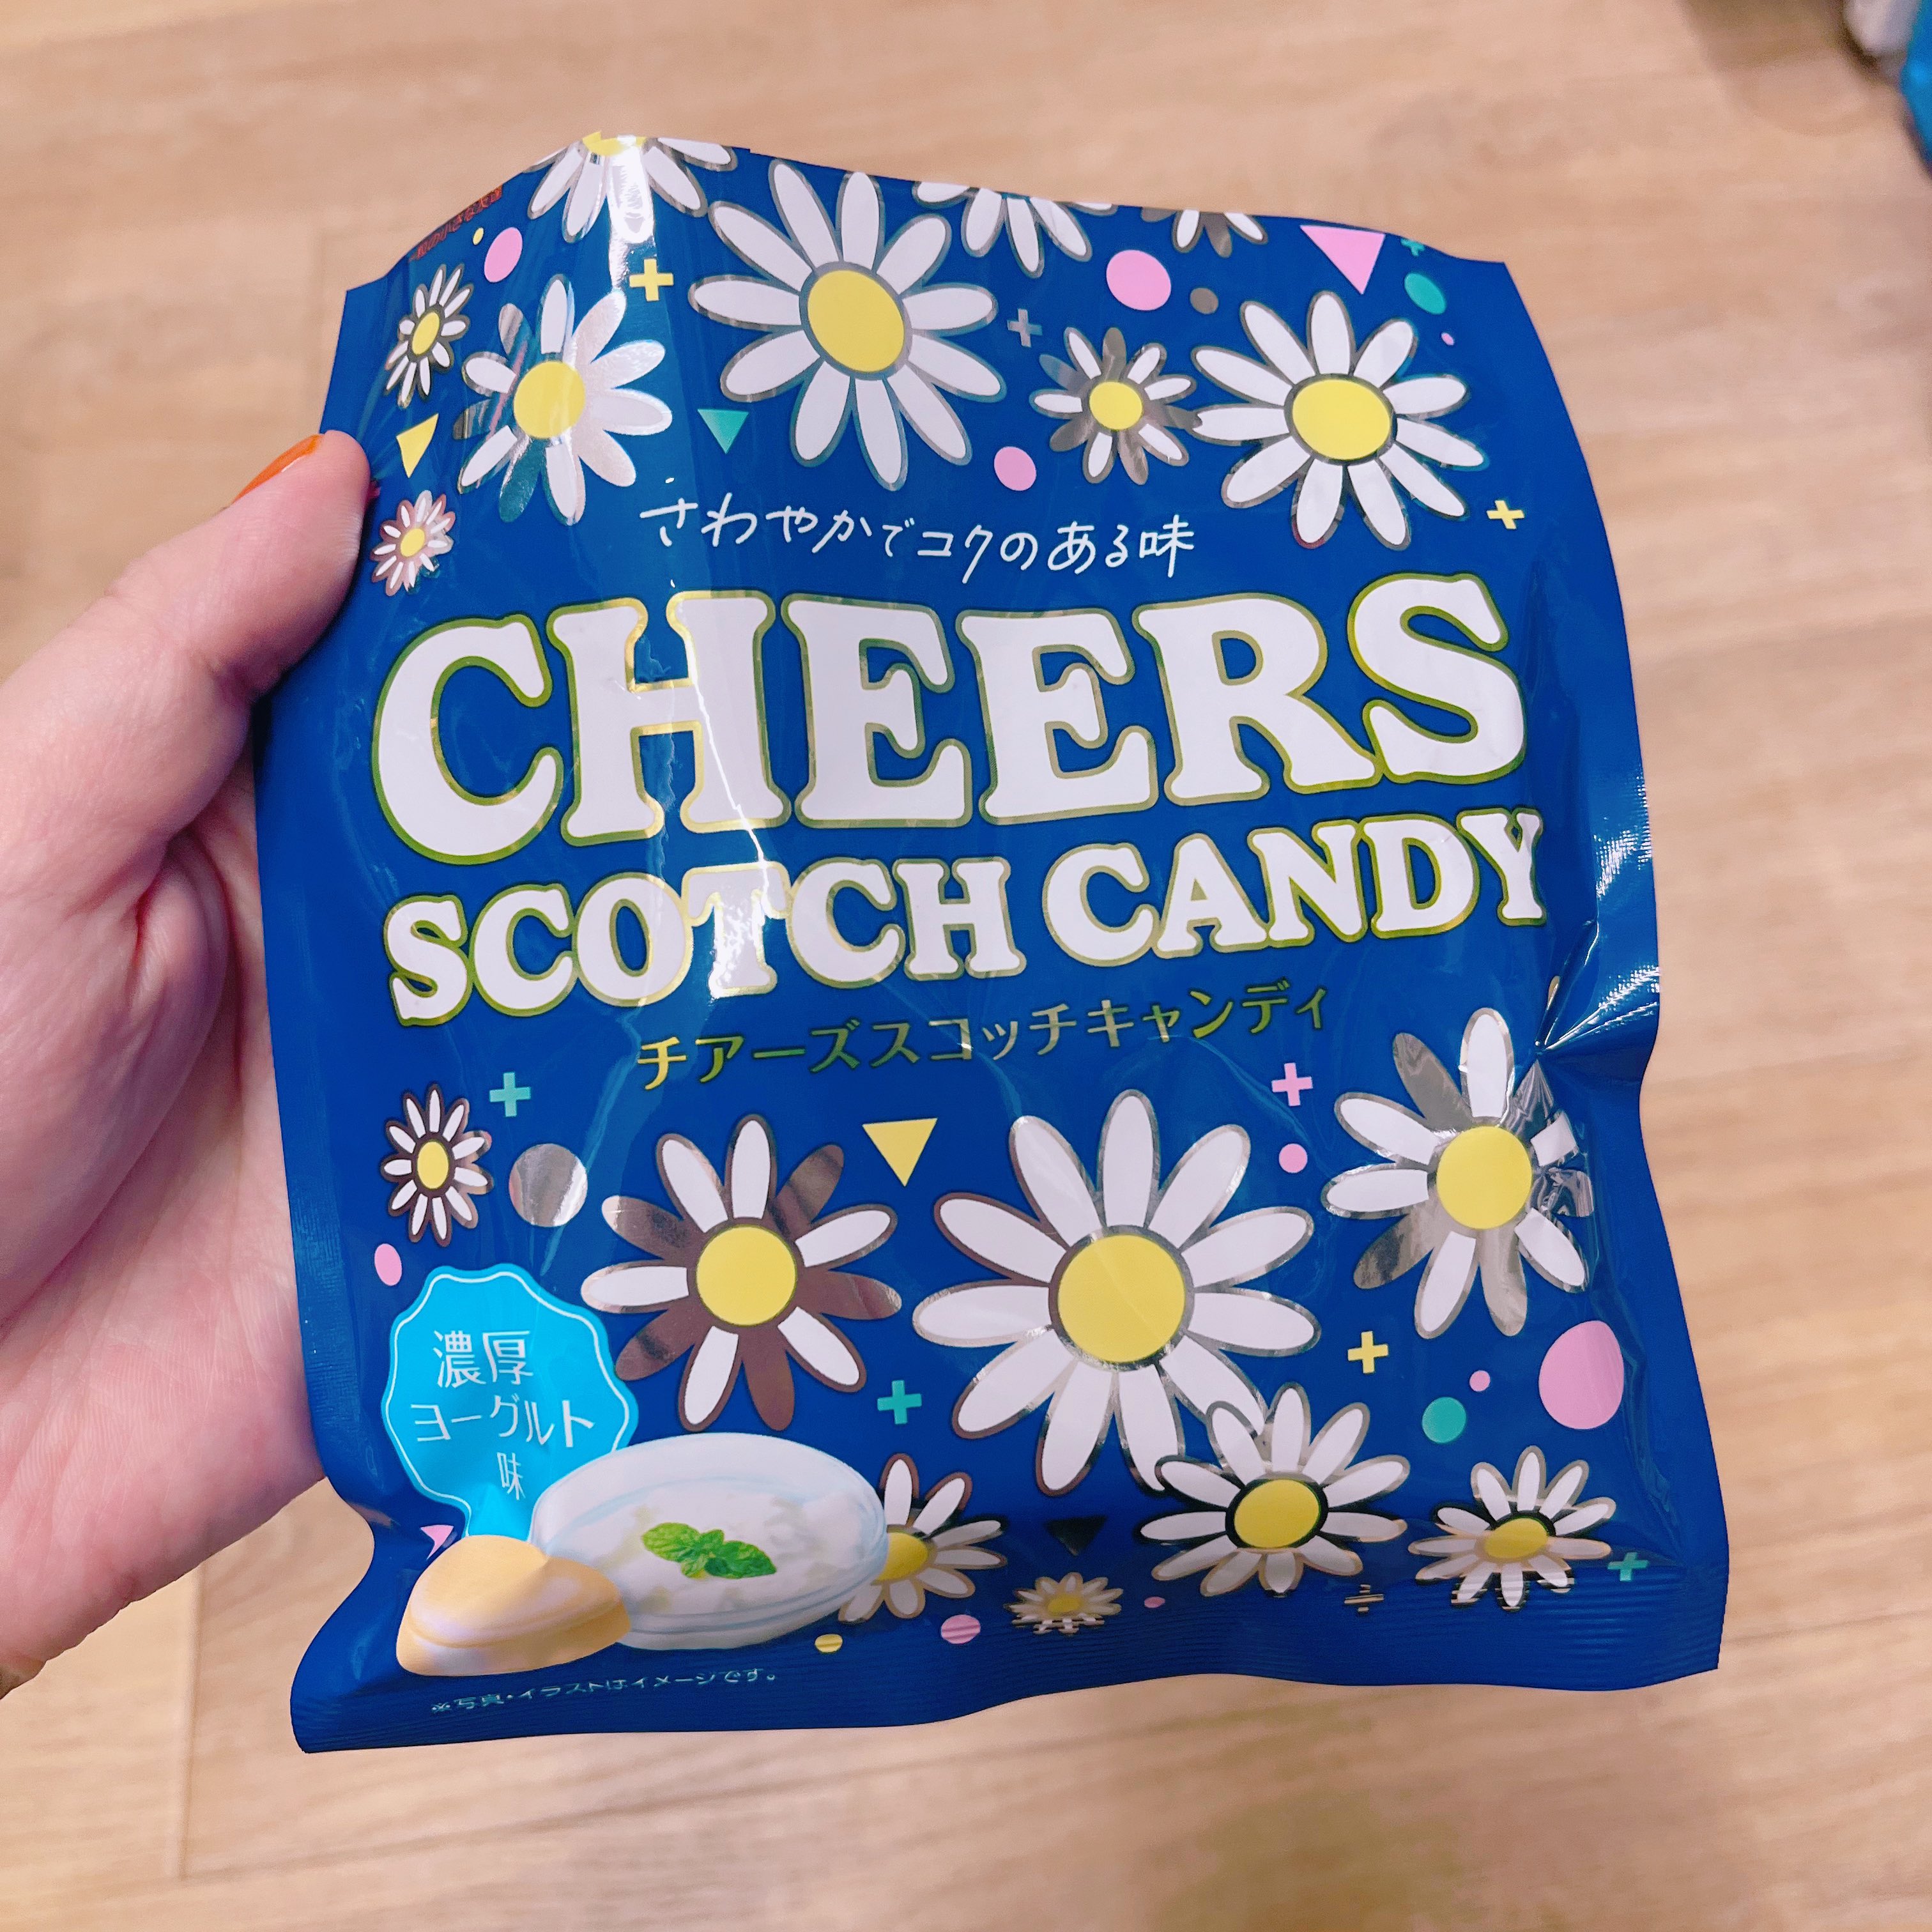 さわやかでコクのある味
CHEERS
SCOTCH CANDY
チアーズスコッチキャンディ
濃厚
ヨーグルト
味
※写真・イラストはイメージです。